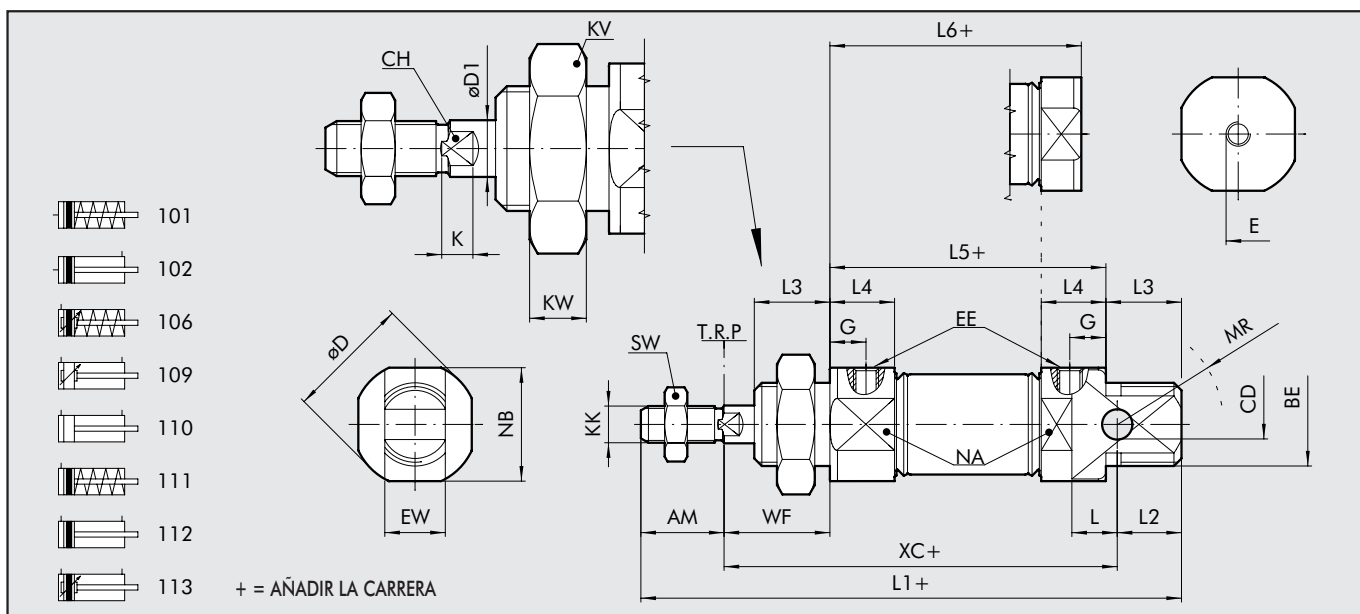 KV
L6+
CH
øD1
K
KW
E
101
102
106
109
110
111
112
113
L5+
L3
L4
L4
L3
G
EE
G
MR
T.R.P
SW
øD
NB
KK
CD
BE
NA
EW
AM
WF
L
L2
XC+
L1+
+ = AÑADIR LA CARRERA